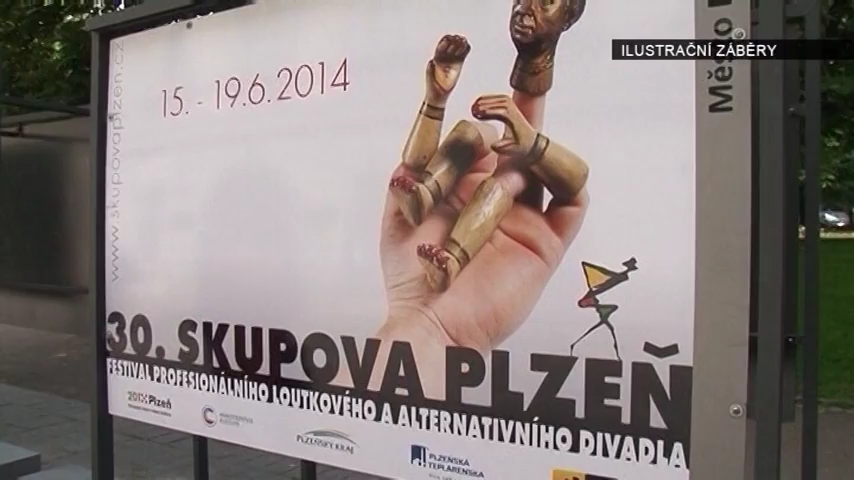 ILUSTRAČNÍ ZÁBĚRY
15. - 19.6.2014
www.skupovaplzen.cz
Město
30. SKUPOVA PLZEŇ
FESTIVAL PROFESIONÁLNÍHO LOUTKOVÉHO A ALTERNATIVNÍHO DIVADLA
PLZEŇSKÝ KRAJ
PLZEŇSKÁ
TEPLÁRENSKÁ